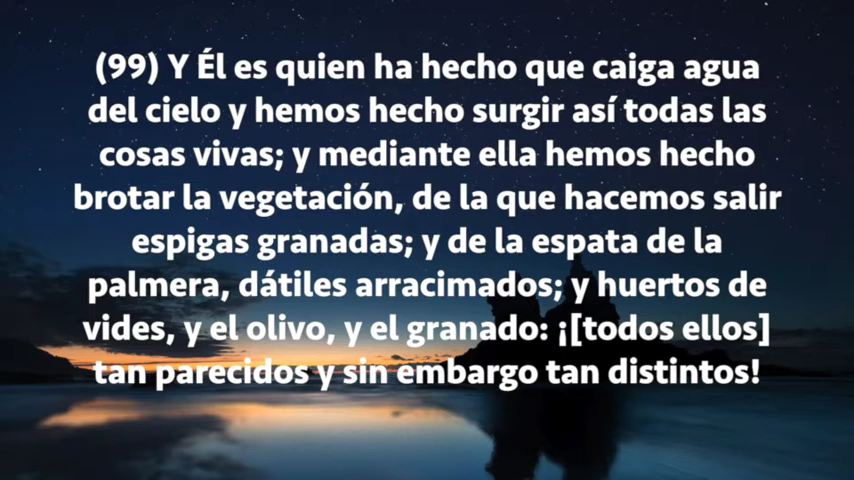 (99) Y Él es quien ha hecho que caiga agua
del cielo y hemos hecho surgir así todas las
cosas vivas; y mediante ella hemos hecho
brotar la vegetación, de la que hacemos salir
espigas granadas; y de la espata de la
palmera, dátiles arracimados; y huertos de
vides, y el olivo, y el granado: ¡[todos ellos]
tan parecidos y sin embargo tan distintos!